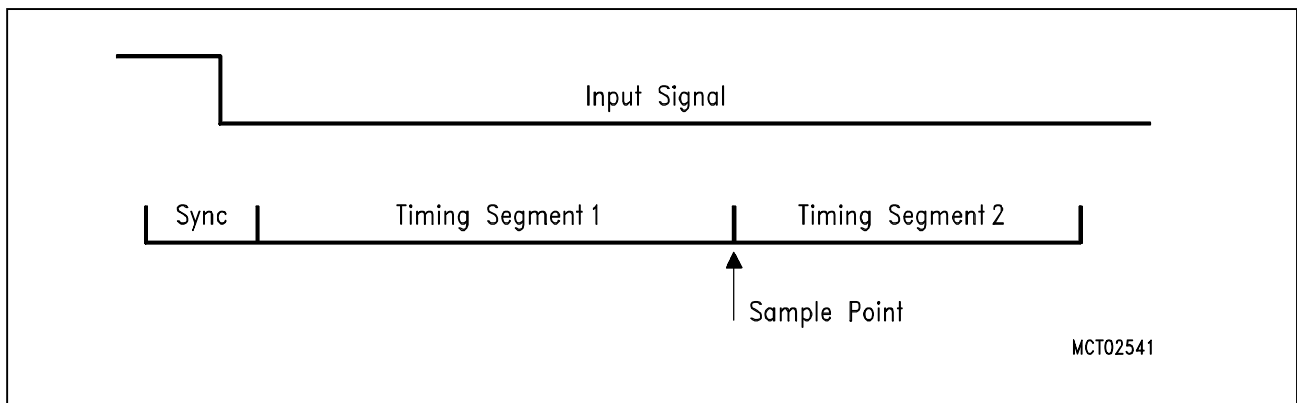 Input Signal
Sync Timing Segment 1 Timing Segment 2
Sample Point
MCT02541